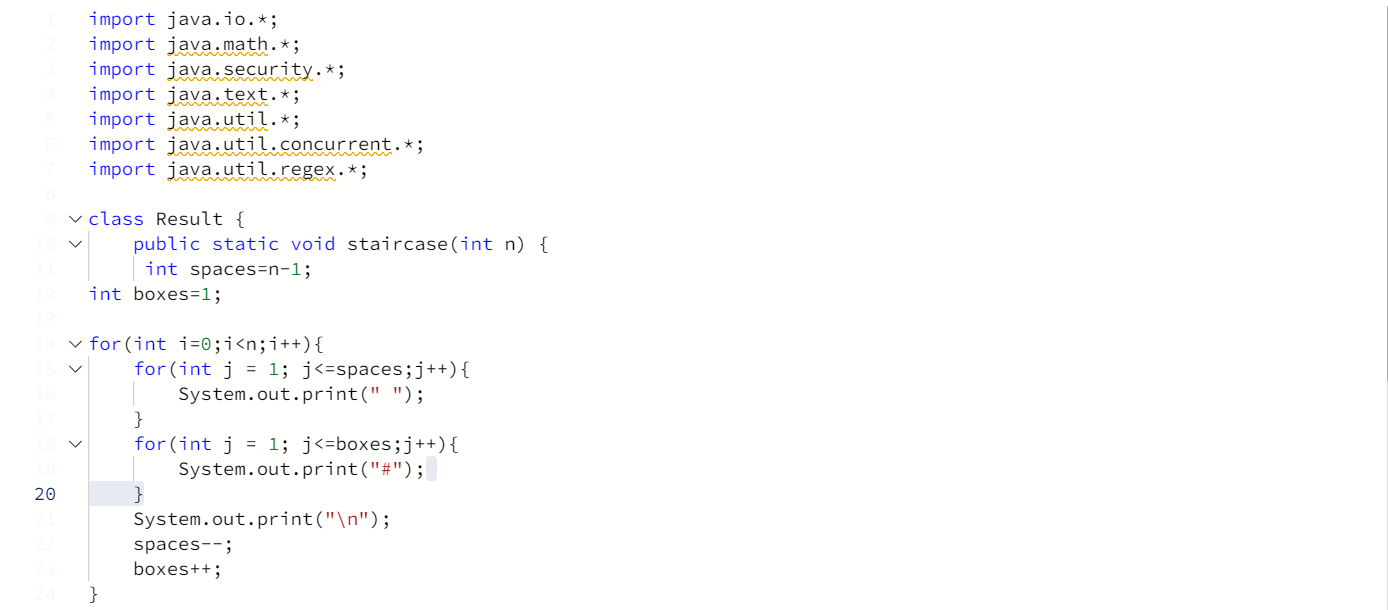 1 import java.io.*;
2 import java.math.*;
3 import java.security.*;
4 import java.text.*;
5 import java.util.*;
6 import java.util.concurrent.*;
7 import java.util.regex.*;
8
9 class Result {
10     public static void staircase(int n) {
11      int spaces=n-1;
12 int boxes=1;
13
14 for(int i=0;i<n;i++){
15     for(int j = 1; j<=spaces;j++){
16         System.out.print(" ");
17     }
18     for(int j = 1; j<=boxes;j++){
19         System.out.print("#");
20     }
21     System.out.print("\n");
22     spaces--;
23     boxes++;
24 }